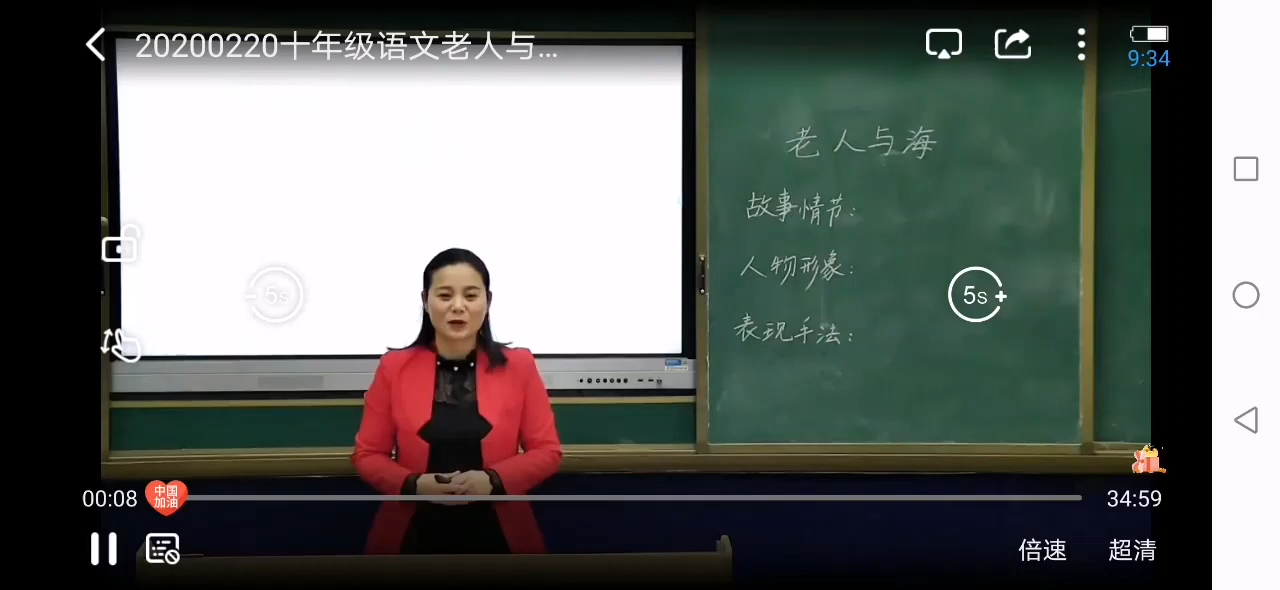 20200220十年级语文老人与...
9:34
老人与海
故事情节：
人物形象：
表现手法：
- 5s
5s +
00:08
中国
加油
34:59
倍速
超清